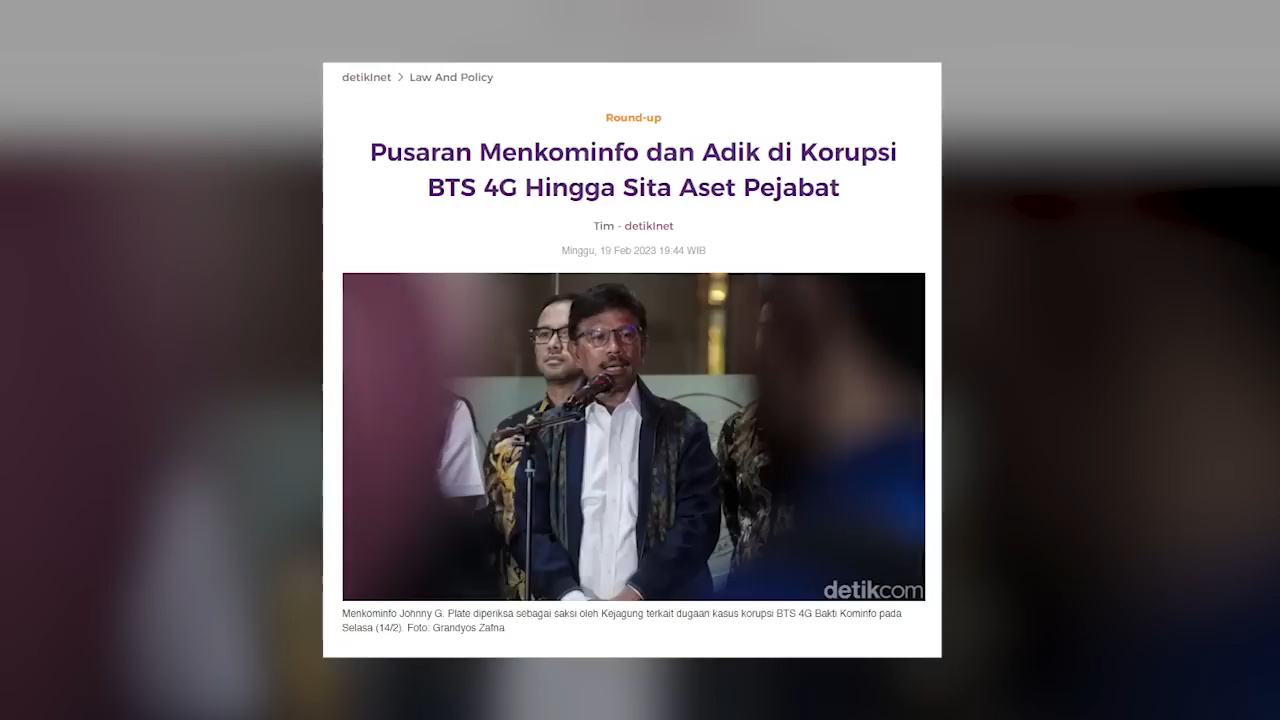 detikInet > Law And Policy
Round-up
Pusaran Menkominfo dan Adik di Korupsi
BTS 4G Hingga Sita Aset Pejabat
Tim - detikInet
Minggu, 19 Feb 2023 19:44 WIB
detikcom
Menkominfo Johnny G. Plate diperiksa sebagai saksi oleh Kejagung terkait dugaan kasus korupsi BTS 4G Bakti Kominfo pada
Selasa (14/2). Foto: Grandyos Zafna